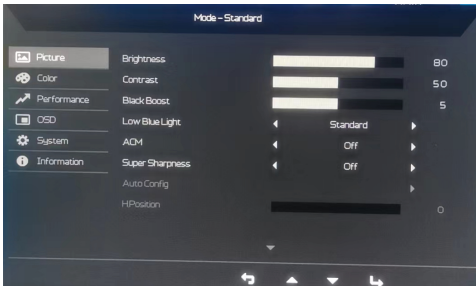 Mode - Standard
Picture
Brightness 80
Color
Contrast 50
Performance
Black Boost 5
OSD
Low Blue Light Standard
System
ACM Off
Information
Super Sharpness Off
Auto Config
H.Position 0